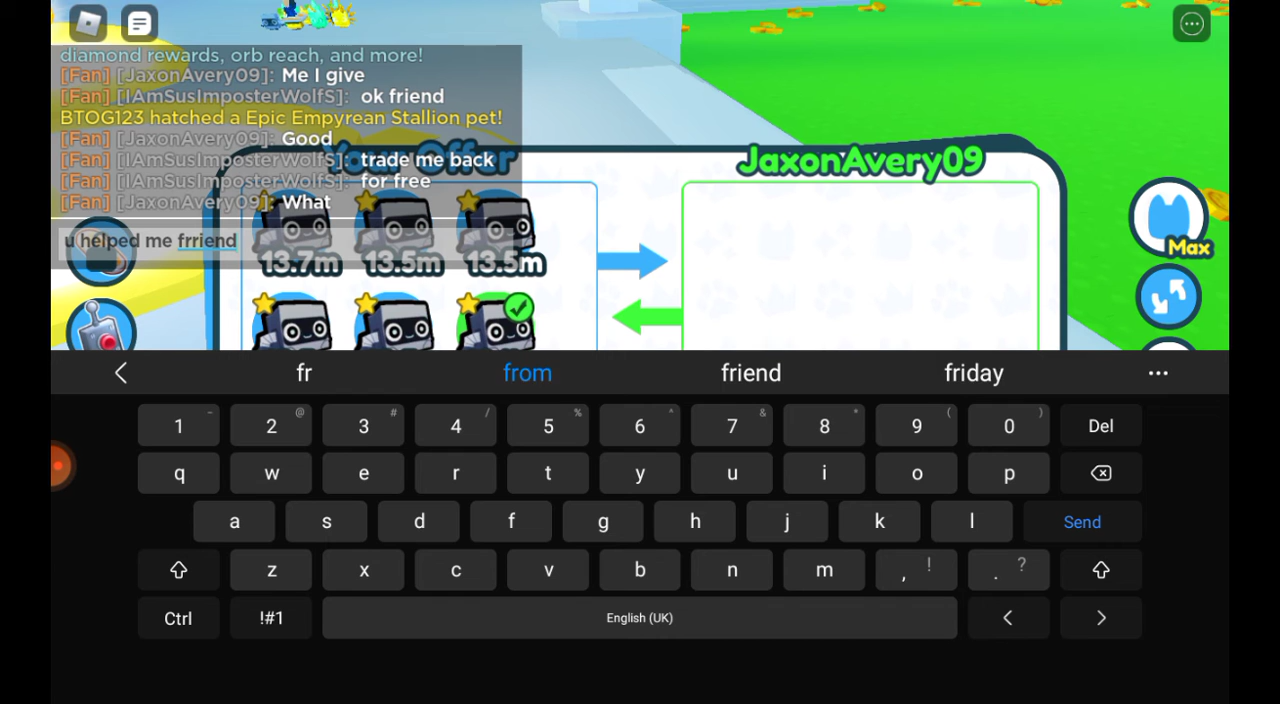 diamond rewards, orb reach, and more!
[Fan] [JaxonAvery09]: Me I give
[Fan] [IAmSusImposterWolfS]: ok friend
BTOG123 hatched a Epic Empyrean Stallion pet!
[Fan] [JaxonAvery09]: Good
[Fan] [IAmSusImposterWolfS]: trade me back
[Fan] [IAmSusImposterWolfS]: for free
[Fan] [JaxonAvery09]: What
u helped me frriend
Your Offer
JaxonAvery09
13.7m 13.5m 13.5m
Max
fr from friend friday
1 ~ 2 @ 3 # 4 / 5 % 6 ^ 7 & 8 * 9 ( 0 ) Del
q w e r t y u i o p
a s d f g h j k l Send
z x c v b n m , ! . ?
Ctrl !#1 English (UK) < >